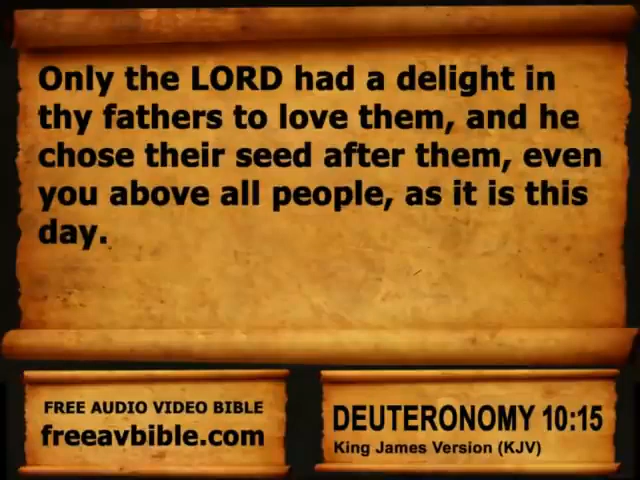 Only the LORD had a delight in
thy fathers to love them, and he
chose their seed after them, even
you above all people, as it is this
day.
FREE AUDIO VIDEO BIBLE
freeavbible.com
DEUTERONOMY 10:15
King James Version (KJV)